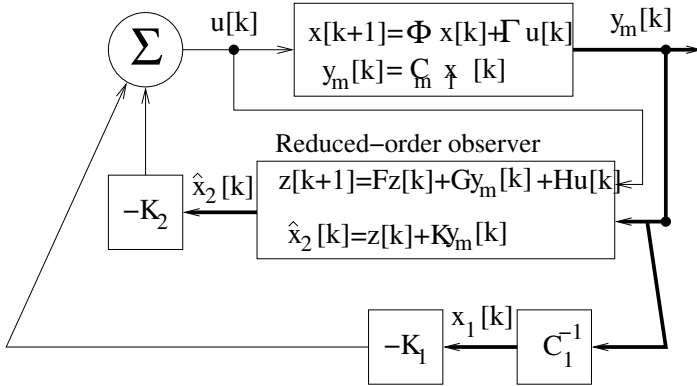 u[k]
y_m[k]
Σ
x[k+1]=Φ x[k]+Γ u[k]
y_m[k]= C_m x_1 [k]
Reduced−order observer
z[k+1]=Fz[k]+Gy_m[k]+Hu[k]
x̂_2[k]
−K_2
x̂_2[k]=z[k]+Ky_m[k]
x_1[k]
−K_1
C_1^{−1}